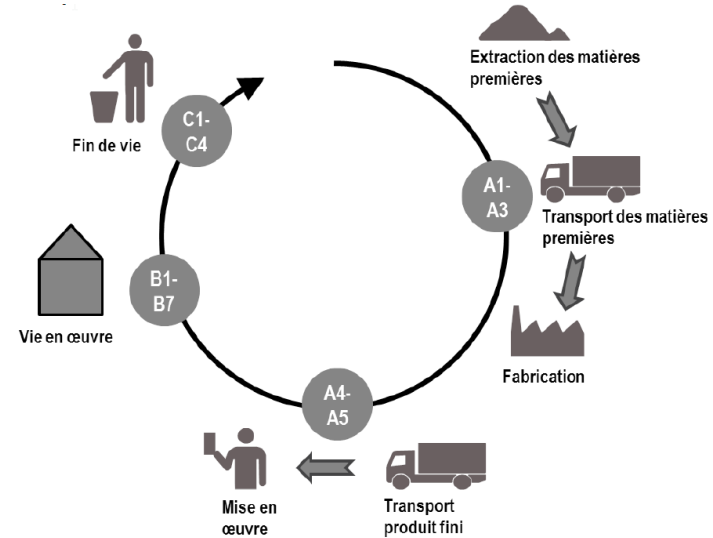 Extraction des matières
premières
A1-
A3
Transport des matières
premières
Fabrication
A4-
A5
Transport
produit fini
Mise en
œuvre
B1-
B7
Vie en œuvre
C1-
C4
Fin de vie